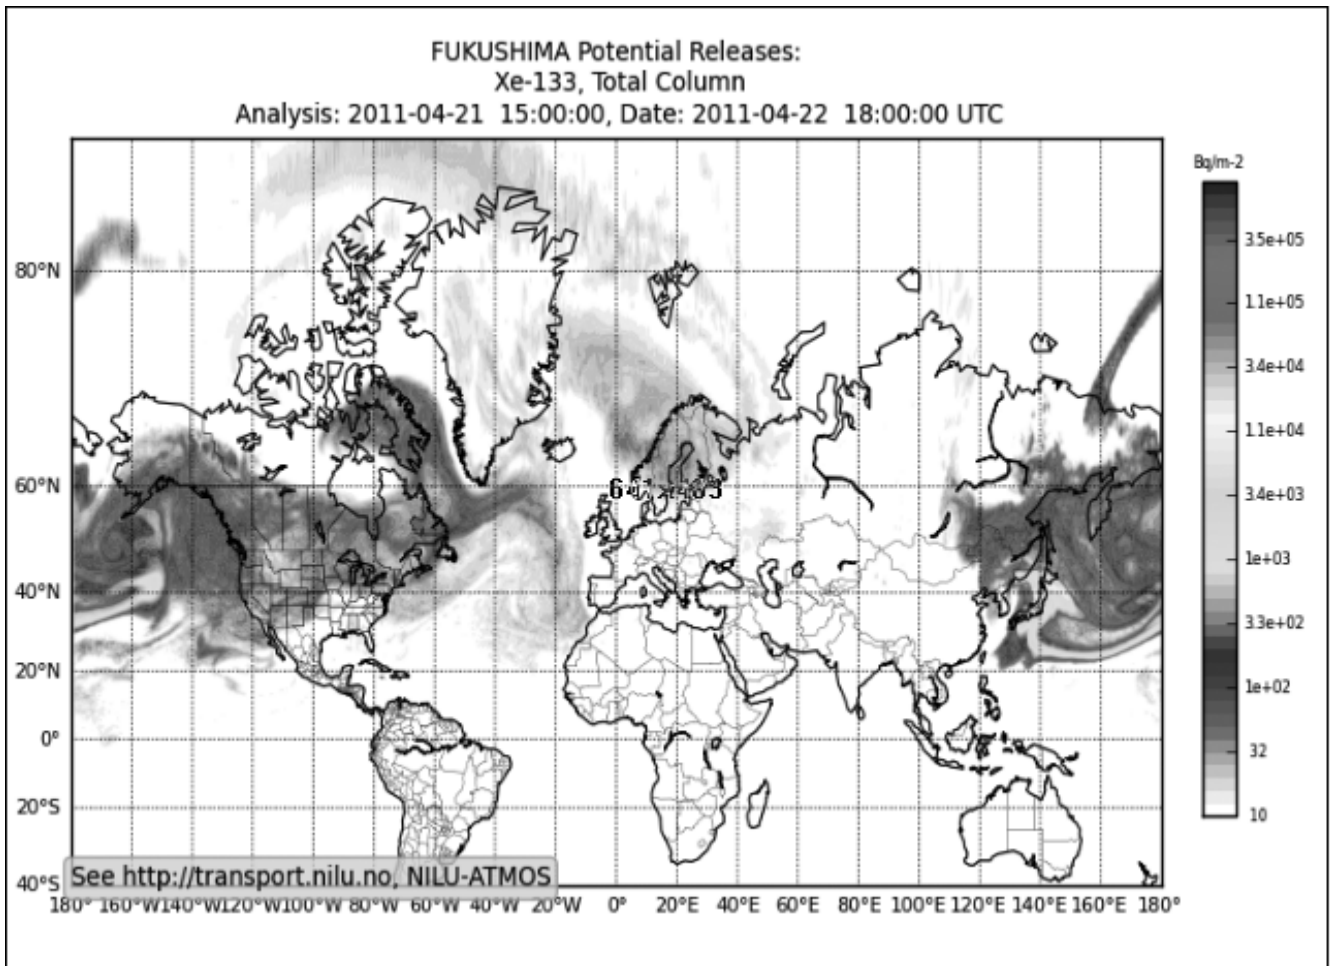 FUKUSHIMA Potential Releases:
Xe-133, Total Column
Analysis: 2011-04-21 15:00:00, Date: 2011-04-22 18:00:00 UTC
Bq/m-2
3.5e+05
1.1e+05
3.4e+04
1.1e+04
3.4e+03
1e+03
3.3e+02
1e+02
32
10
80°N
60°N
40°N
20°N
0°
20°S
40°S
See http://transport.nilu.no, NILU-ATMOS
180° 160°W 140°W 120°W 100°W 80°W 60°W 40°W 20°W 0° 20°E 40°E 60°E 80°E 100°E 120°E 140°E 160°E 180°